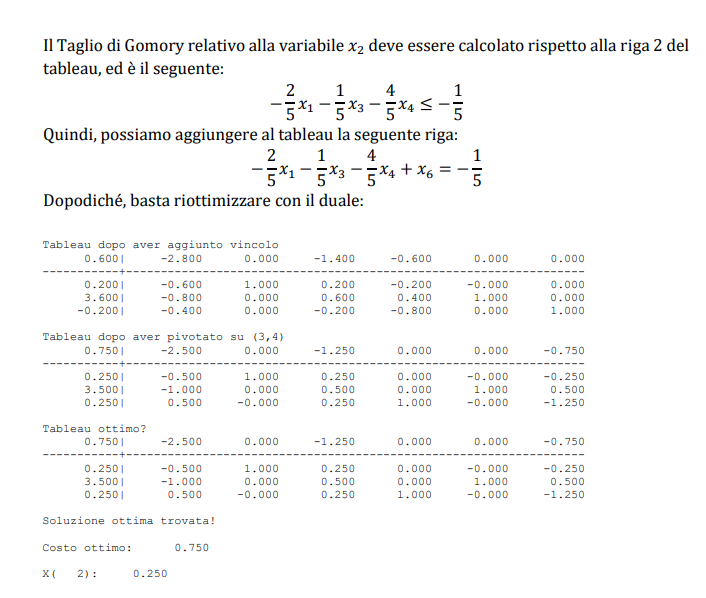 Il Taglio di Gomory relativo alla variabile x₂ deve essere calcolato rispetto alla riga 2 del
tableau, ed è il seguente:
−2/5 x₁ − 1/5 x₃ − 4/5 x₄ ≤ −1/5
Quindi, possiamo aggiungere al tableau la seguente riga:
−2/5 x₁ − 1/5 x₃ − 4/5 x₄ + x₆ = −1/5
Dopodiché, basta riottimizzare con il duale:
Tableau dopo aver aggiunto vincolo
0.600| -2.800 0.000 -1.400 -0.600 0.000 0.000
-----------+------------------------------------------------------------------
0.200| -0.600 1.000 0.200 -0.200 -0.000 0.000
3.600| -0.800 0.000 0.600 0.400 1.000 0.000
-0.200| -0.400 0.000 -0.200 -0.800 0.000 1.000
Tableau dopo aver pivotato su (3,4)
0.750| -2.500 0.000 -1.250 0.000 0.000 -0.750
-----------+------------------------------------------------------------------
0.250| -0.500 1.000 0.250 0.000 -0.000 -0.250
3.500| -1.000 0.000 0.500 0.000 1.000 0.500
0.250| 0.500 -0.000 0.250 1.000 -0.000 -1.250
Tableau ottimo?
0.750| -2.500 0.000 -1.250 0.000 0.000 -0.750
-----------+------------------------------------------------------------------
0.250| -0.500 1.000 0.250 0.000 -0.000 -0.250
3.500| -1.000 0.000 0.500 0.000 1.000 0.500
0.250| 0.500 -0.000 0.250 1.000 -0.000 -1.250
Soluzione ottima trovata!
Costo ottimo: 0.750
X( 2): 0.250